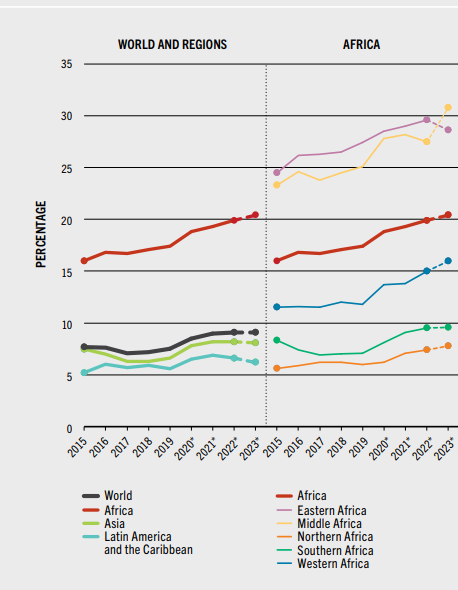 WORLD AND REGIONS
AFRICA
35
30
25
20
15
10
5
0
PERCENTAGE
2015
2016
2017
2018
2019
2020*
2021*
2022*
2023*
2015
2016
2017
2018
2019
2020*
2021*
2022*
2023*
World
Africa
Asia
Latin America
and the Caribbean
Africa
Eastern Africa
Middle Africa
Northern Africa
Southern Africa
Western Africa